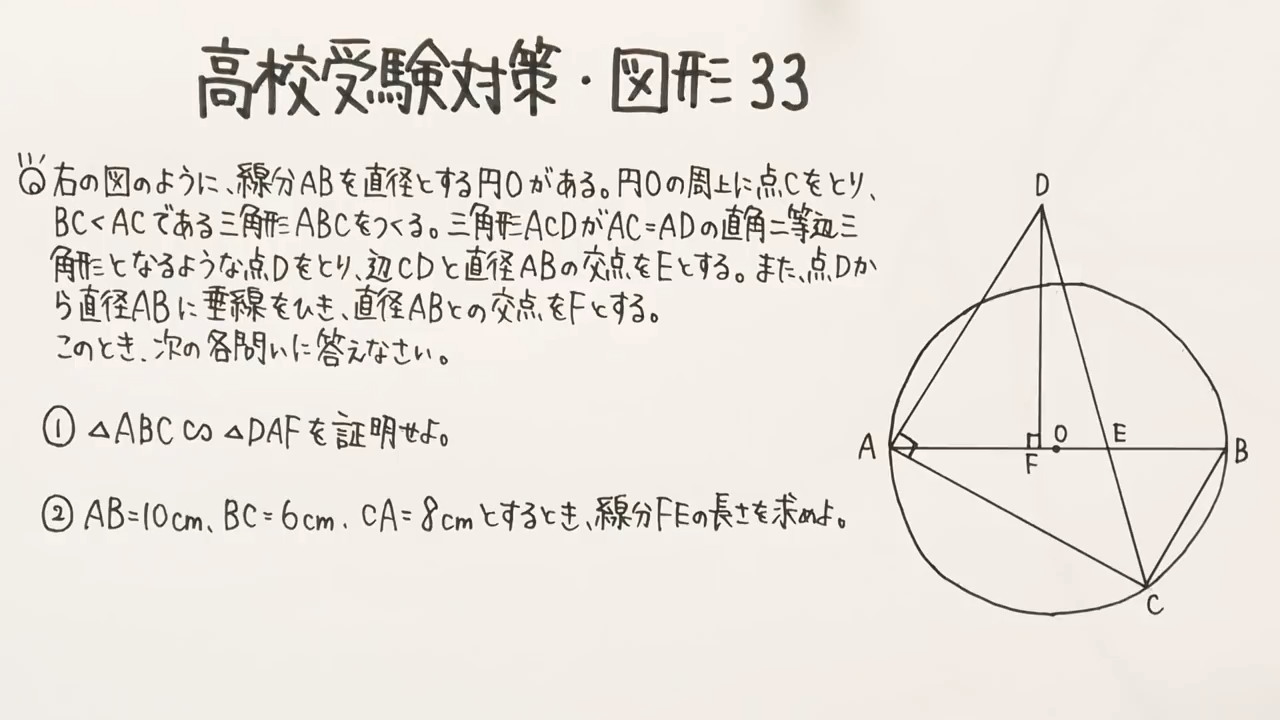 高校受験対策・図形33
右の図のように、線分ABを直径とする円Oがある。円Oの周上に点Cをとり、
BC<ACである三角形ABCをつくる。三角形ACDがAC=ADの直角二等辺三
角形となるような点Dをとり、辺CDと直径ABの交点をEとする。また、点Dか
ら直径ABに垂線をひき、直径ABとの交点をFとする。
このとき、次の各問いに答えなさい。
① △ABC∽△DAFを証明せよ。
② AB=10cm、BC=6cm、CA=8cmとするとき、線分FEの長さを求めよ。
D
A
F
O
E
B
C